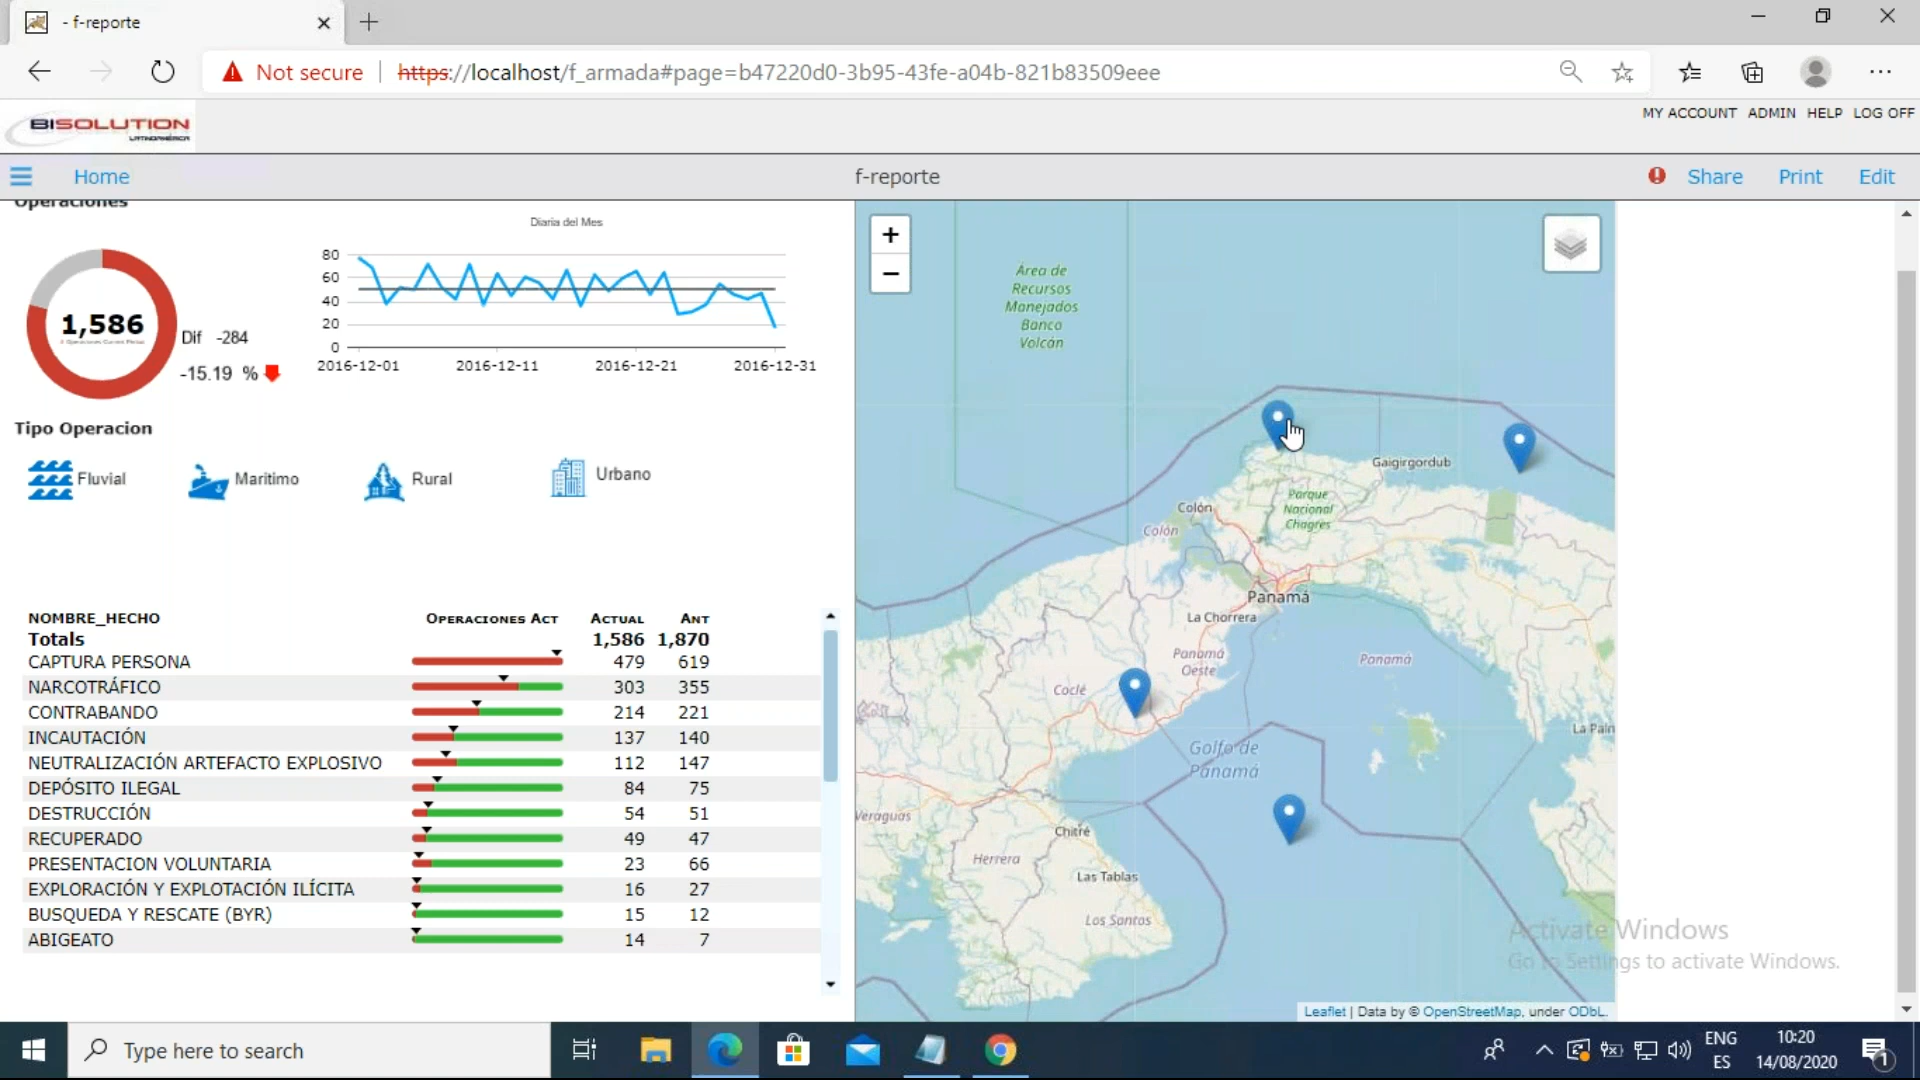 - f-reporte
Not secure
https://localhost/f_armada#page=b47220d0-3b95-43fe-a04b-821b83509eee
BISOLUTION
LATINOAMÉRICA
MY ACCOUNT ADMIN HELP LOG OFF
Home
f-reporte
Share Print Edit
Operaciones
1,586
Dif -284
-15.19 %
Diaria del Mes
80
60
40
20
0
2016-12-01 2016-12-11 2016-12-21 2016-12-31
Tipo Operacion
Fluvial
Maritimo
Rural
Urbano
NOMBRE_HECHO OPERACIONES ACT ACTUAL ANT
Totals 1,586 1,870
CAPTURA PERSONA 479 619
NARCOTRÁFICO 303 355
CONTRABANDO 214 221
INCAUTACIÓN 137 140
NEUTRALIZACIÓN ARTEFACTO EXPLOSIVO 112 147
DEPÓSITO ILEGAL 84 75
DESTRUCCIÓN 54 51
RECUPERADO 49 47
PRESENTACION VOLUNTARIA 23 66
EXPLORACIÓN Y EXPLOTACIÓN ILÍCITA 16 27
BUSQUEDA Y RESCATE (BYR) 15 12
ABIGEATO 14 7
+
−
Área de
Recursos
Manejados
Banco
Volcán
Gaigirgordub
Colón
Colón
Parque
Nacional
Chagres
Panamá
La Chorrera
Panamá
Oeste
Panamá
Coclé
La Paln
Golfo de
Panamá
Veraguas
Chitré
Herrera
Las Tablas
Los Santos
Activate Windows
Go to Settings to activate Windows.
Leaflet | Data by © OpenStreetMap, under ODbL.
Type here to search
ENG
ES
10:20
14/08/2020
1